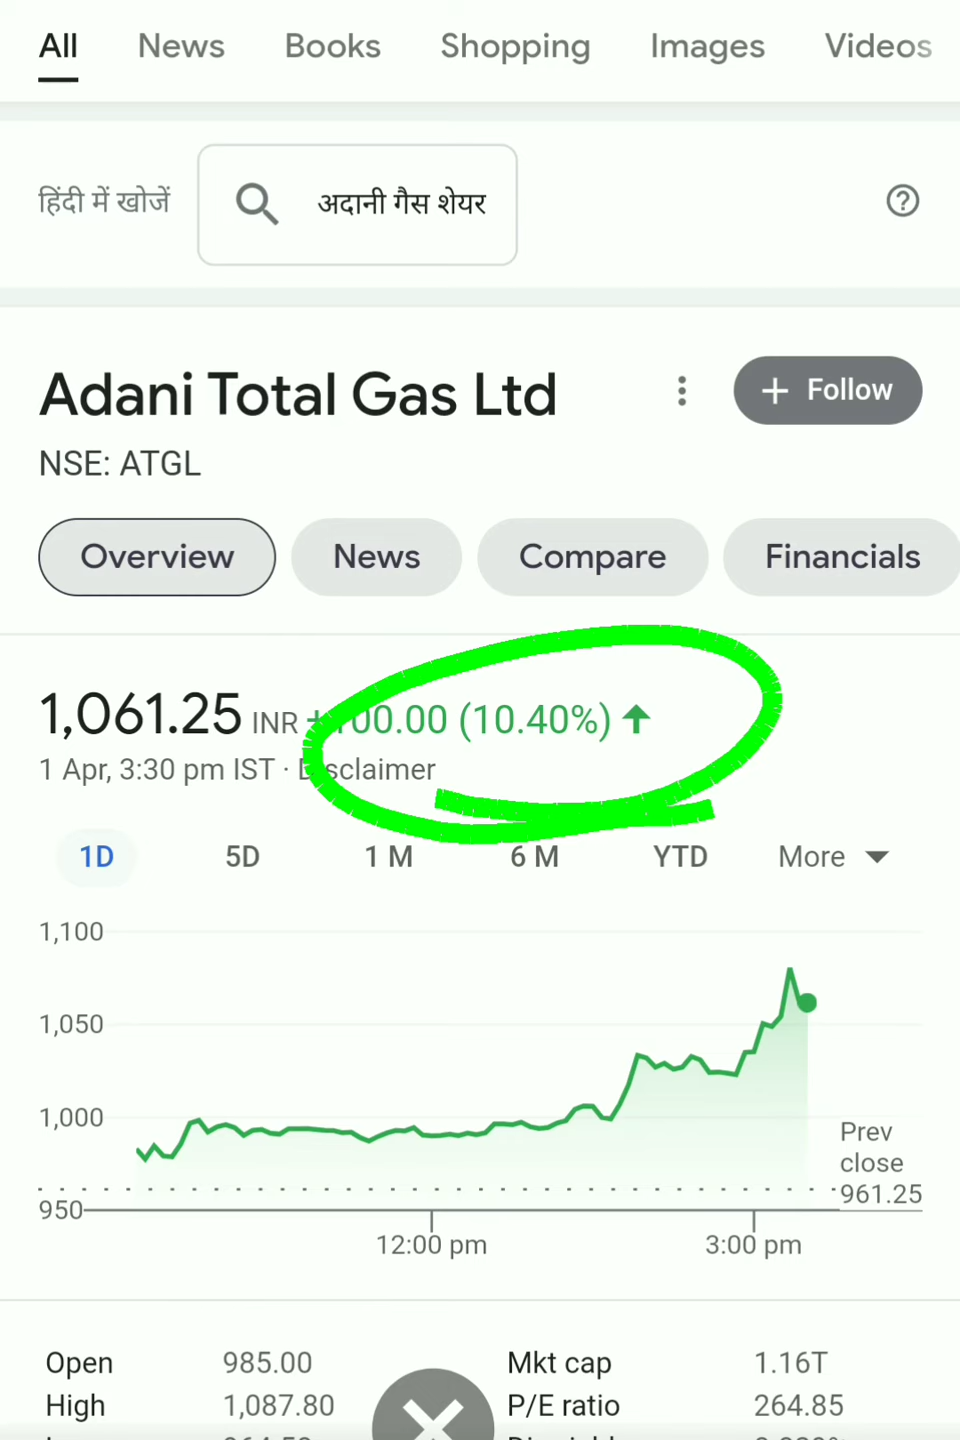 All News Books Shopping Images Videos
हिंदी में खोजें अदानी गैस शेयर
Adani Total Gas Ltd
Follow
NSE: ATGL
Overview News Compare Financials
1,061.25 INR +100.00 (10.40%)
1 Apr, 3:30 pm IST · Disclaimer
1D 5D 1 M 6 M YTD More
1,100
1,050
1,000
Prev
close
961.25
950
12:00 pm 3:00 pm
Open 985.00 Mkt cap 1.16T
High 1,087.80 P/E ratio 264.85